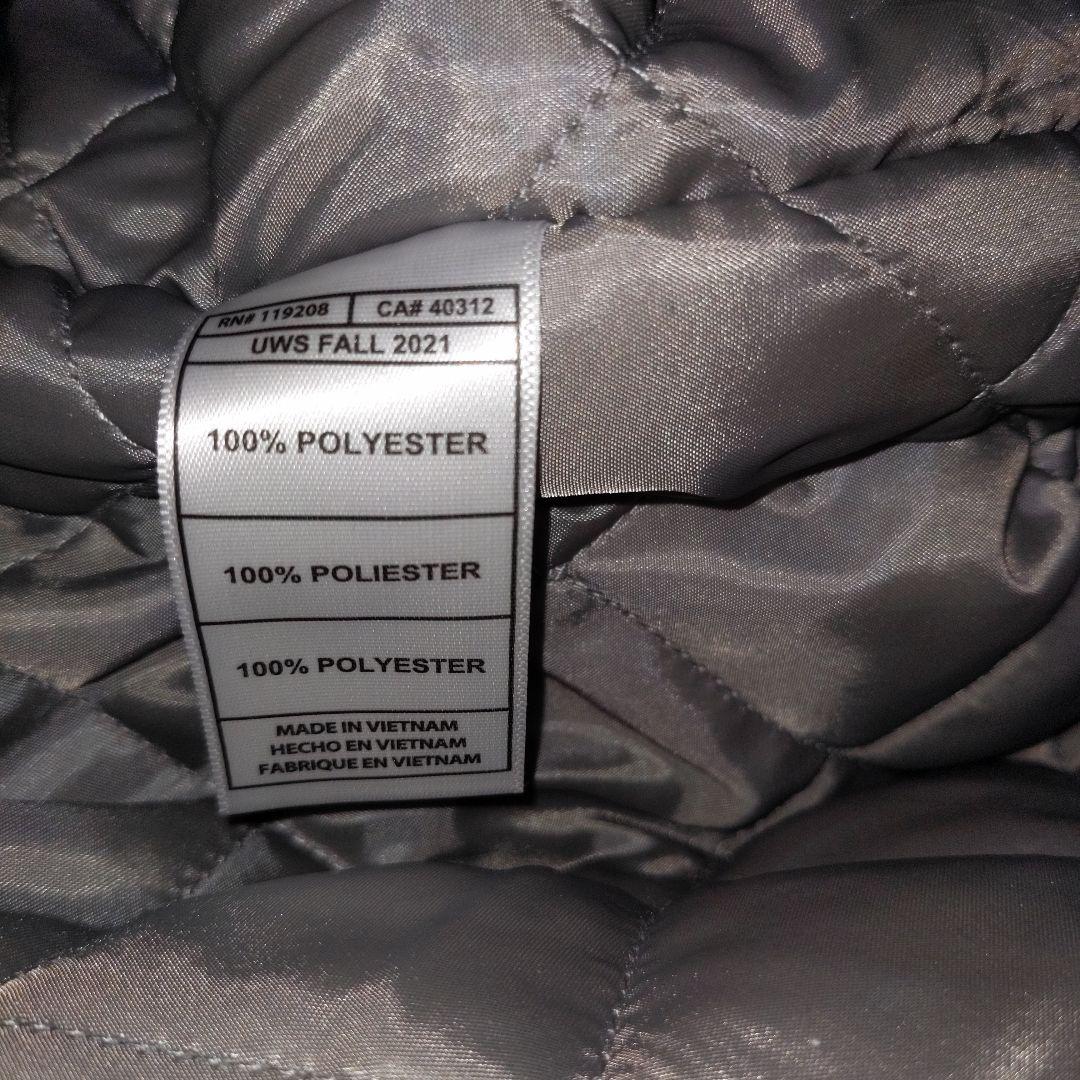 RN# 119208 CA# 40312
UWS FALL 2021
100% POLYESTER
100% POLIESTER
100% POLYESTER
MADE IN VIETNAM
HECHO EN VIETNAM
FABRIQUE EN VIETNAM